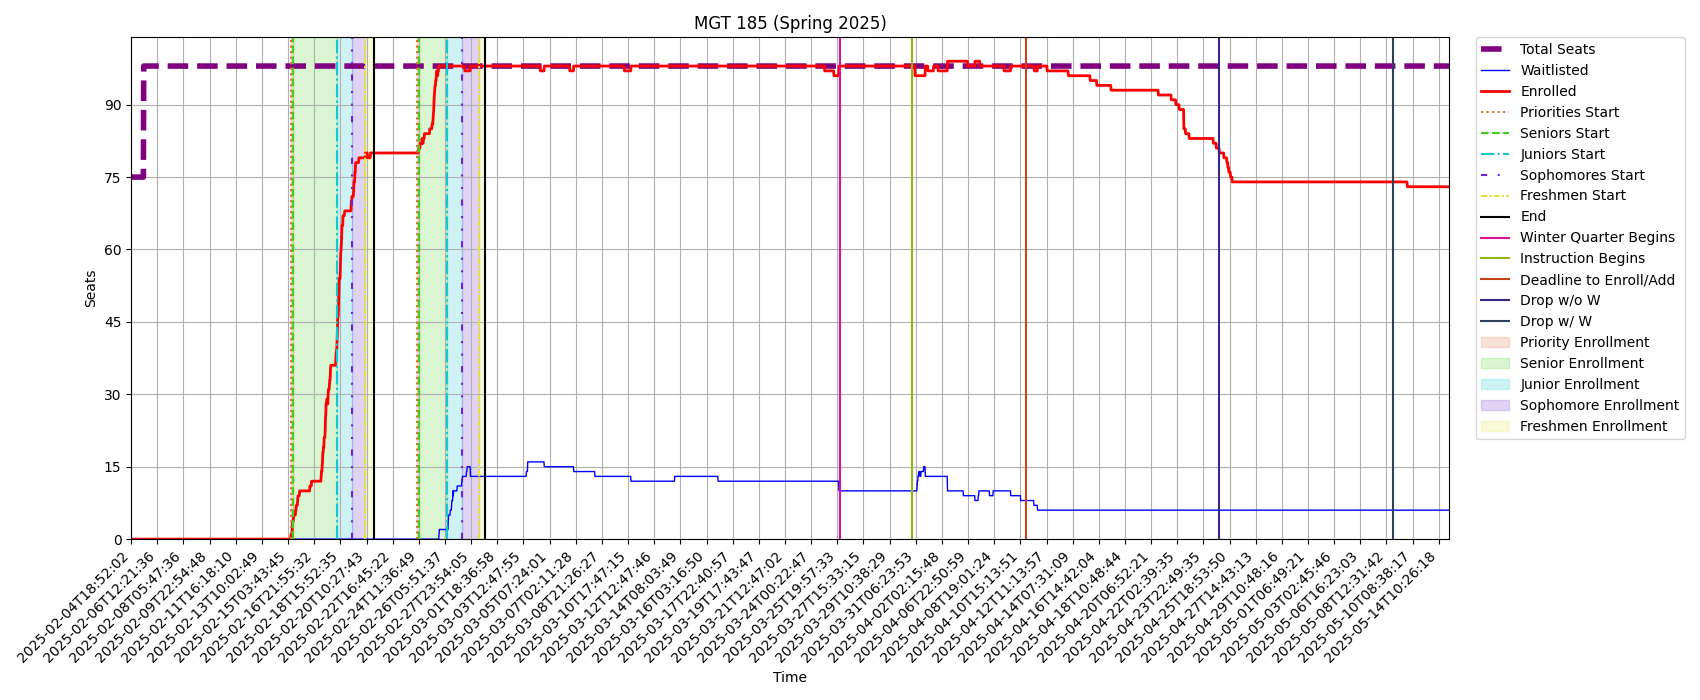 MGT 185 (Spring 2025)
Seats
90
75
60
45
30
15
0
2025-02-04T18:52:02
2025-02-06T12:21:36
2025-02-08T05:47:36
2025-02-09T22:54:48
2025-02-11T16:18:10
2025-02-13T10:02:49
2025-02-15T03:43:45
2025-02-16T21:55:32
2025-02-18T15:52:35
2025-02-20T10:27:43
2025-02-22T16:45:22
2025-02-24T11:36:49
2025-02-26T05:51:37
2025-02-27T23:54:05
2025-03-01T18:36:58
2025-03-03T12:47:55
2025-03-05T07:24:01
2025-03-07T02:11:28
2025-03-08T21:26:27
2025-03-10T17:47:15
2025-03-12T12:47:46
2025-03-14T08:03:49
2025-03-16T03:16:50
2025-03-17T22:40:57
2025-03-19T17:43:47
2025-03-21T12:47:02
2025-03-24T00:22:47
2025-03-25T19:57:33
2025-03-27T15:33:15
2025-03-29T10:38:29
2025-03-31T06:23:53
2025-04-02T02:15:48
2025-04-06T22:50:59
2025-04-08T19:01:24
2025-04-10T15:13:51
2025-04-12T11:13:57
2025-04-14T07:31:09
2025-04-16T14:42:04
2025-04-18T10:48:44
2025-04-20T06:52:21
2025-04-22T02:39:35
2025-04-23T22:49:35
2025-04-25T18:53:50
2025-04-27T14:43:13
2025-04-29T10:48:16
2025-05-01T06:49:21
2025-05-03T02:45:46
2025-05-06T16:23:03
2025-05-08T12:31:42
2025-05-10T08:38:17
2025-05-14T10:26:18
Time
Total Seats
Waitlisted
Enrolled
Priorities Start
Seniors Start
Juniors Start
Sophomores Start
Freshmen Start
End
Winter Quarter Begins
Instruction Begins
Deadline to Enroll/Add
Drop w/o W
Drop w/ W
Priority Enrollment
Senior Enrollment
Junior Enrollment
Sophomore Enrollment
Freshmen Enrollment